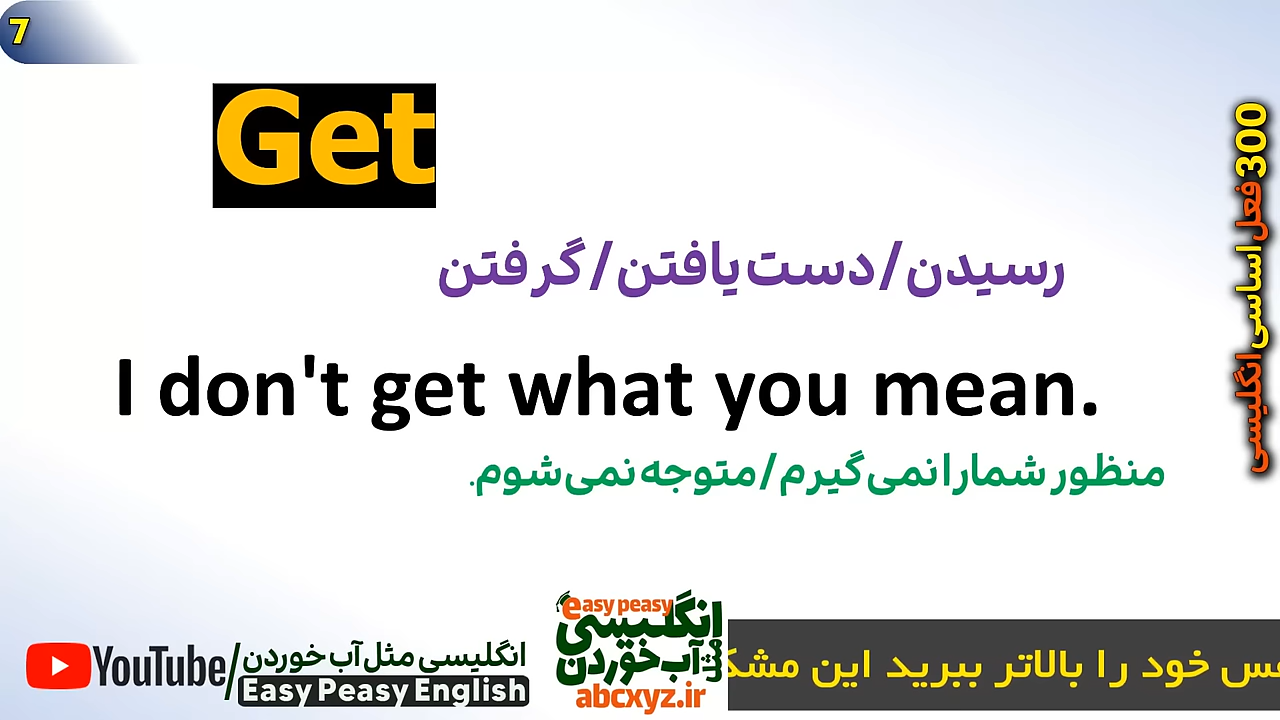 7
Get
رسیدن/دست یافتن/گرفتن
I don't get what you mean.
منظور شما را نمی‌گیرم/متوجه نمی‌شوم.
300 فعل اساسی انگلیسی
YouTube/انگلیسی مثل آب خوردن
Easy Peasy English
easy peasy
انگلیسی
مثل
آب خوردن
abcxyz.ir
خود را بالاتر ببرید این